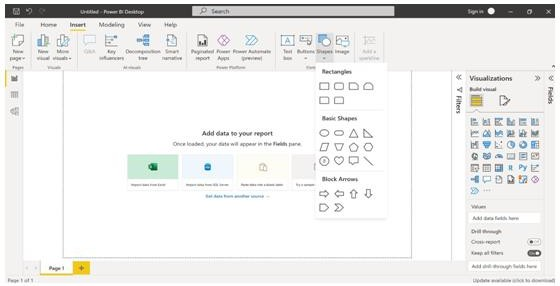 Untitled - Power BI Desktop
Search
Sign in
File Home Insert Modeling View Help
New page
New visual
More visuals
Q&A
Key influencers
Decomposition tree
Smart narrative
Paginated report
Power Apps
Power Automate (preview)
Text box
Buttons
Shapes
Image
Add a sparkline
Pages
Visuals
AI visuals
Power Platform
Rectangles
Basic Shapes
Block Arrows
Add data to your report
Once loaded, your data will appear in the Fields pane.
Import data from Excel
Import data from SQL Server
Paste data into a blank table
Try a sample
Get data from another source →
Filters
Visualizations
Build visual
Fields
Values
Add data fields here
Drill through
Cross-report
Off
Keep all filters
On
Add drill-through fields here
Page 1
Page 1 of 1
Update available (click to download)